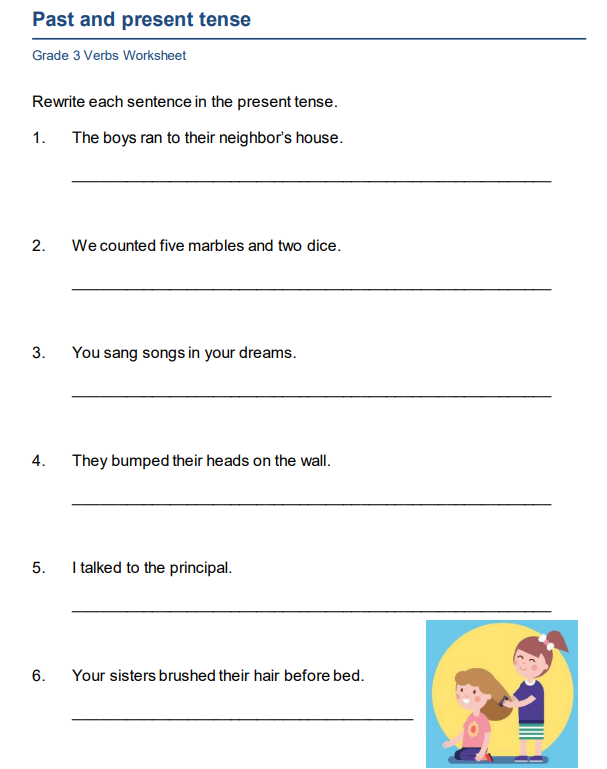 Past and present tense
Grade 3 Verbs Worksheet
Rewrite each sentence in the present tense.
1. The boys ran to their neighbor’s house.
2. We counted five marbles and two dice.
3. You sang songs in your dreams.
4. They bumped their heads on the wall.
5. I talked to the principal.
6. Your sisters brushed their hair before bed.